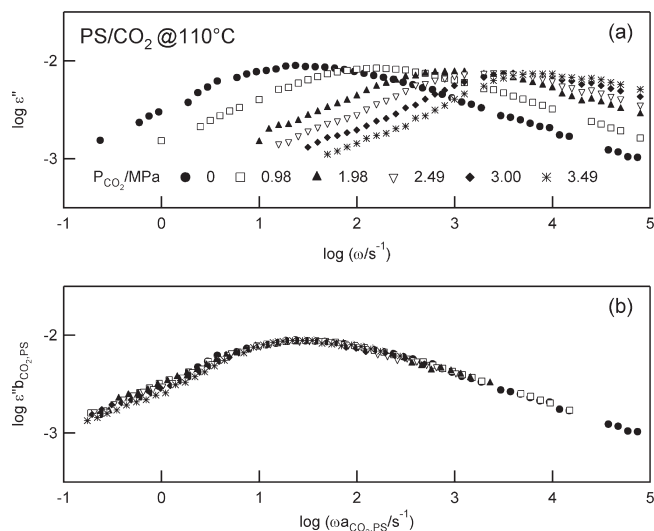 (a)
PS/CO₂ @110°C
log ε"
-2
-3
P_CO₂/MPa ● 0 □ 0.98 ▲ 1.98 ▽ 2.49 ◆ 3.00 ✳ 3.49
-1 0 1 2 3 4 5
log (ω/s⁻¹)
(b)
log ε"b_CO₂,PS
-2
-3
-1 0 1 2 3 4 5
log (ωa_CO₂,PS/s⁻¹)